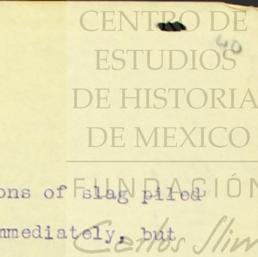 CENTRO DE
40
ESTUDIOS
DE HISTORIA
DE MEXICO
FUNDACIÓN
ons of slag piled
mmediately, but
Carlos Slim